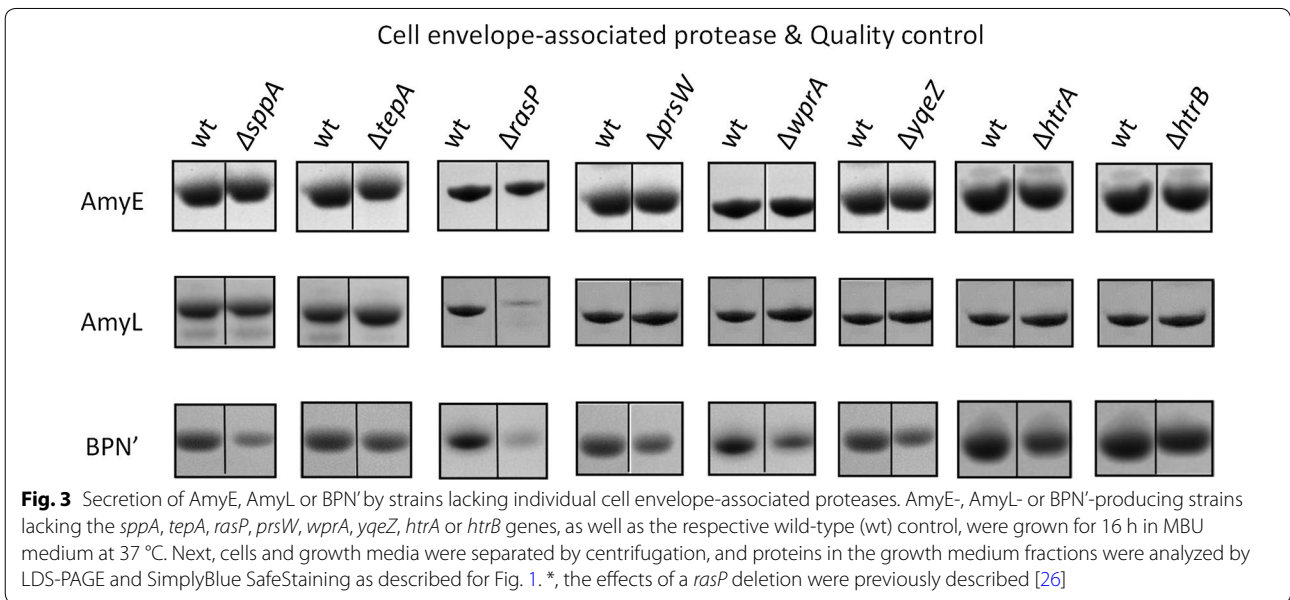 Cell envelope-associated protease & Quality control
wt ΔsppA wt ΔtepA wt ΔrasP wt ΔprsW wt ΔwprA wt ΔyqeZ wt ΔhtrA wt ΔhtrB
AmyE
AmyL
BPN'
Fig. 3 Secretion of AmyE, AmyL or BPN' by strains lacking individual cell envelope-associated proteases. AmyE-, AmyL- or BPN'-producing strains
lacking the sppA, tepA, rasP, prsW, wprA, yqeZ, htrA or htrB genes, as well as the respective wild-type (wt) control, were grown for 16 h in MBU
medium at 37 °C. Next, cells and growth media were separated by centrifugation, and proteins in the growth medium fractions were analyzed by
LDS-PAGE and SimplyBlue SafeStaining as described for Fig. 1. *, the effects of a rasP deletion were previously described [26]